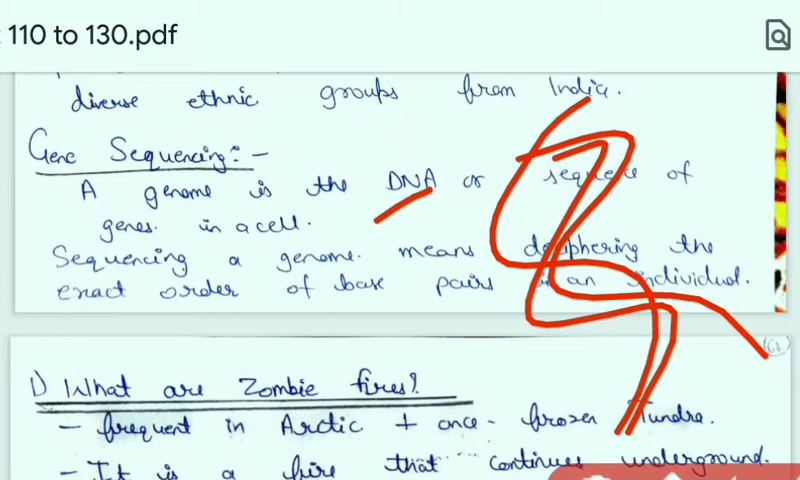 : 110 to 130.pdf
diverse ethnic groups from India.
Genc Sequencing:-
A genome is the DNA or sequence of
genes. in a cell.
Sequencing a genome. means deciphering the
exact order of base pairs in an individual.
1) What are Zombie fires?
- frequent in Arctic + once-frozen Tundra.
- It is a fire that continues underground.